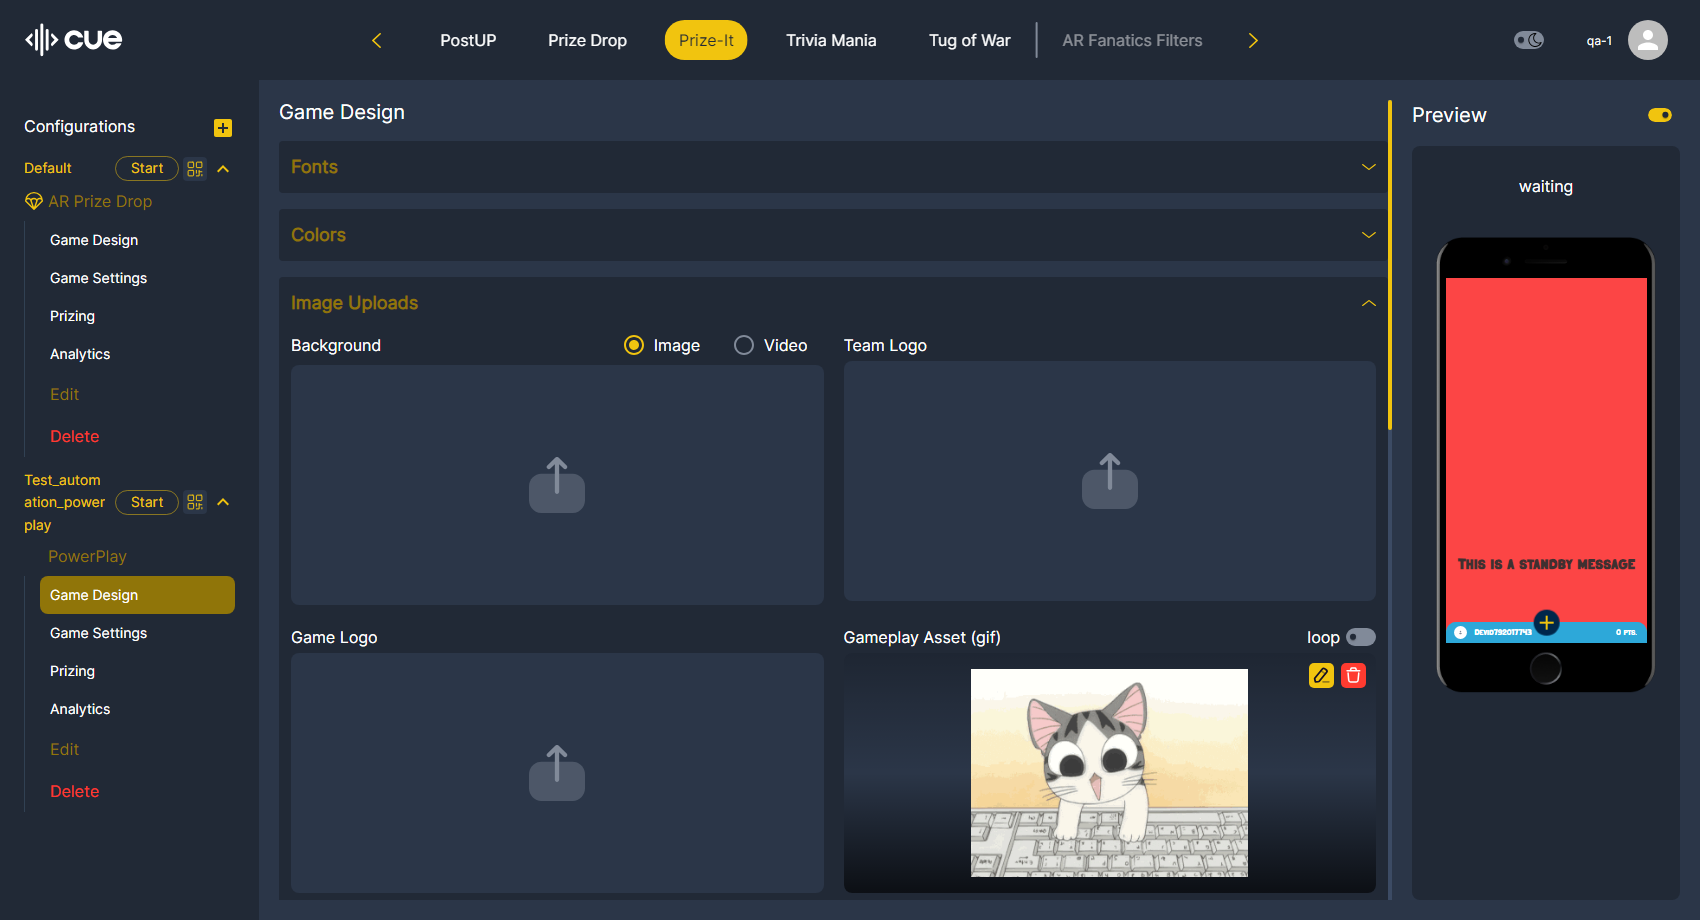 cue
PostUP
Prize Drop
Prize-It
Trivia Mania
Tug of War
AR Fanatics Filters
qa-1
Configurations
Default
Start
AR Prize Drop
Game Design
Game Settings
Prizing
Analytics
Edit
Delete
Test_autom
ation_power
play
Start
PowerPlay
Game Design
Game Settings
Prizing
Analytics
Edit
Delete
Game Design
Fonts
Colors
Image Uploads
Background
Image
Video
Team Logo
Game Logo
Gameplay Asset (gif)
loop
Preview
waiting
This is a standby message
0 PTS.